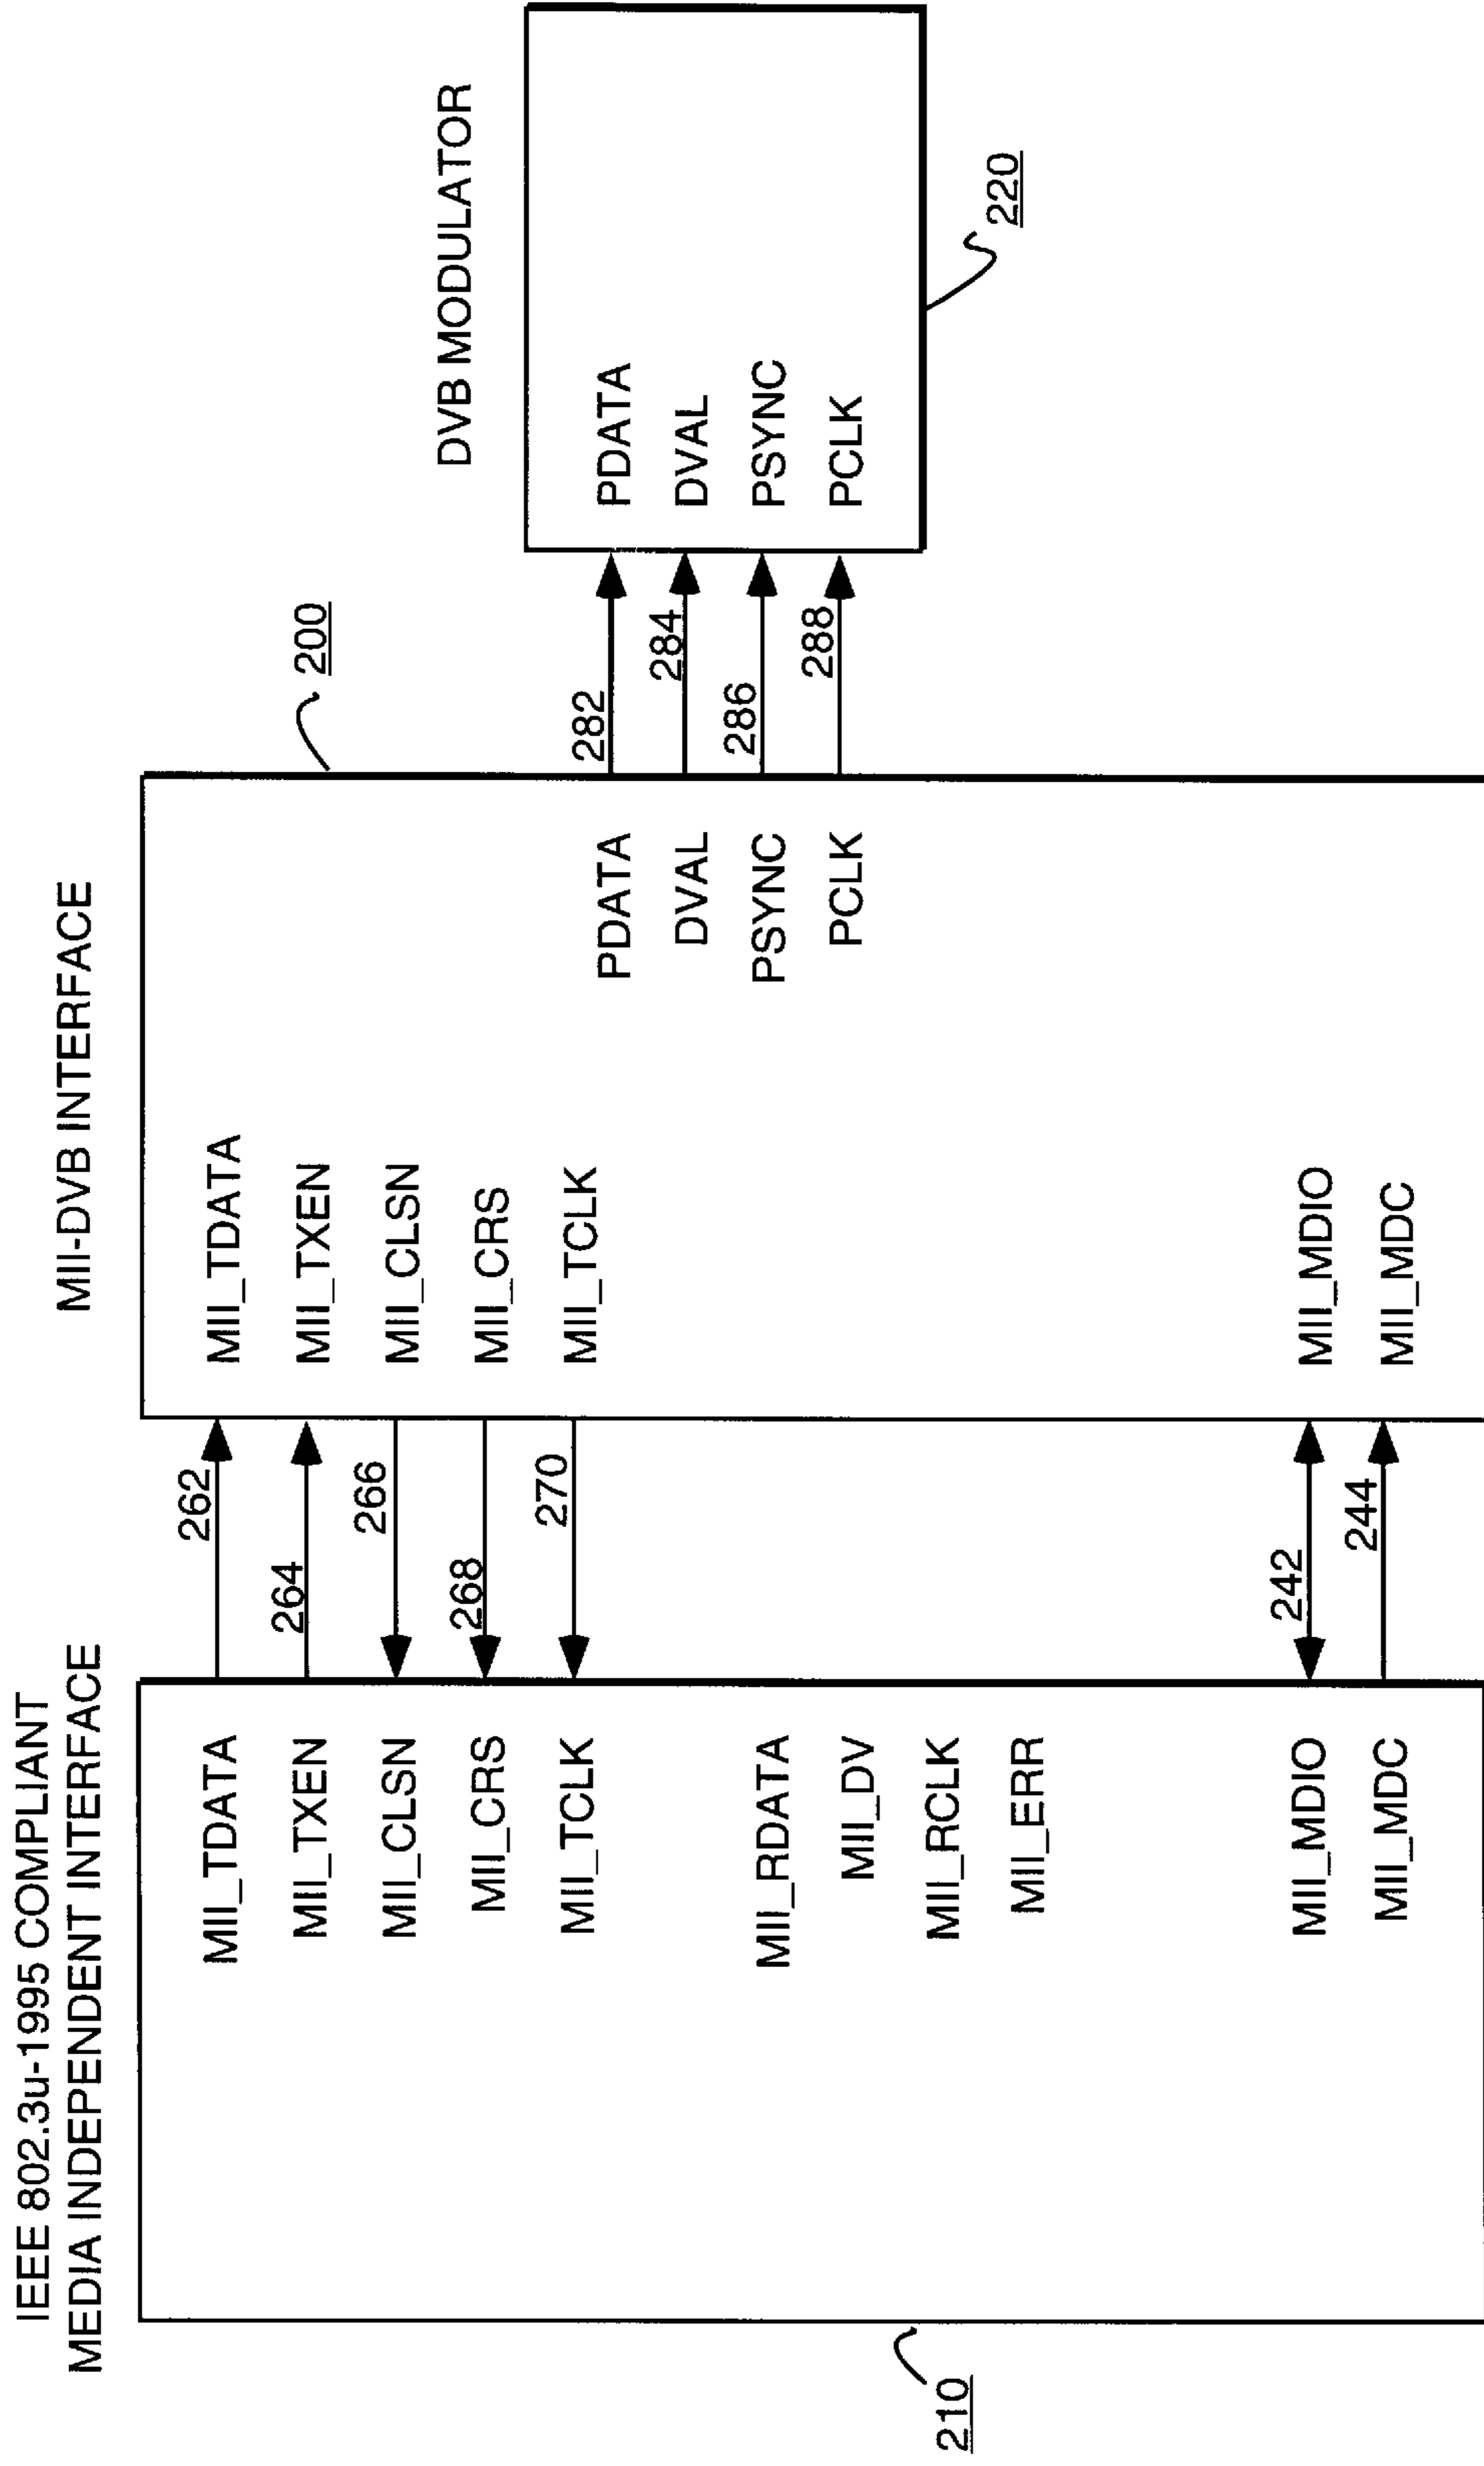 IEEE 802.3u-1995 COMPLIANT
MEDIA INDEPENDENT INTERFACE
MII_TDATA
MII_TXEN
MII_CLSN
MII_CRS
MII_TCLK
MII_RDATA
MII_DV
MII_RCLK
MII_ERR
MII_MDIO
MII_MDC
210
262
264
266
268
270
242
244
MII-DVB INTERFACE
MII_TDATA
MII_TXEN
MII_CLSN
MII_CRS
MII_TCLK
MII_MDIO
MII_MDC
PDATA
DVAL
PSYNC
PCLK
200
282
284
286
288
DVB MODULATOR
PDATA
DVAL
PSYNC
PCLK
220